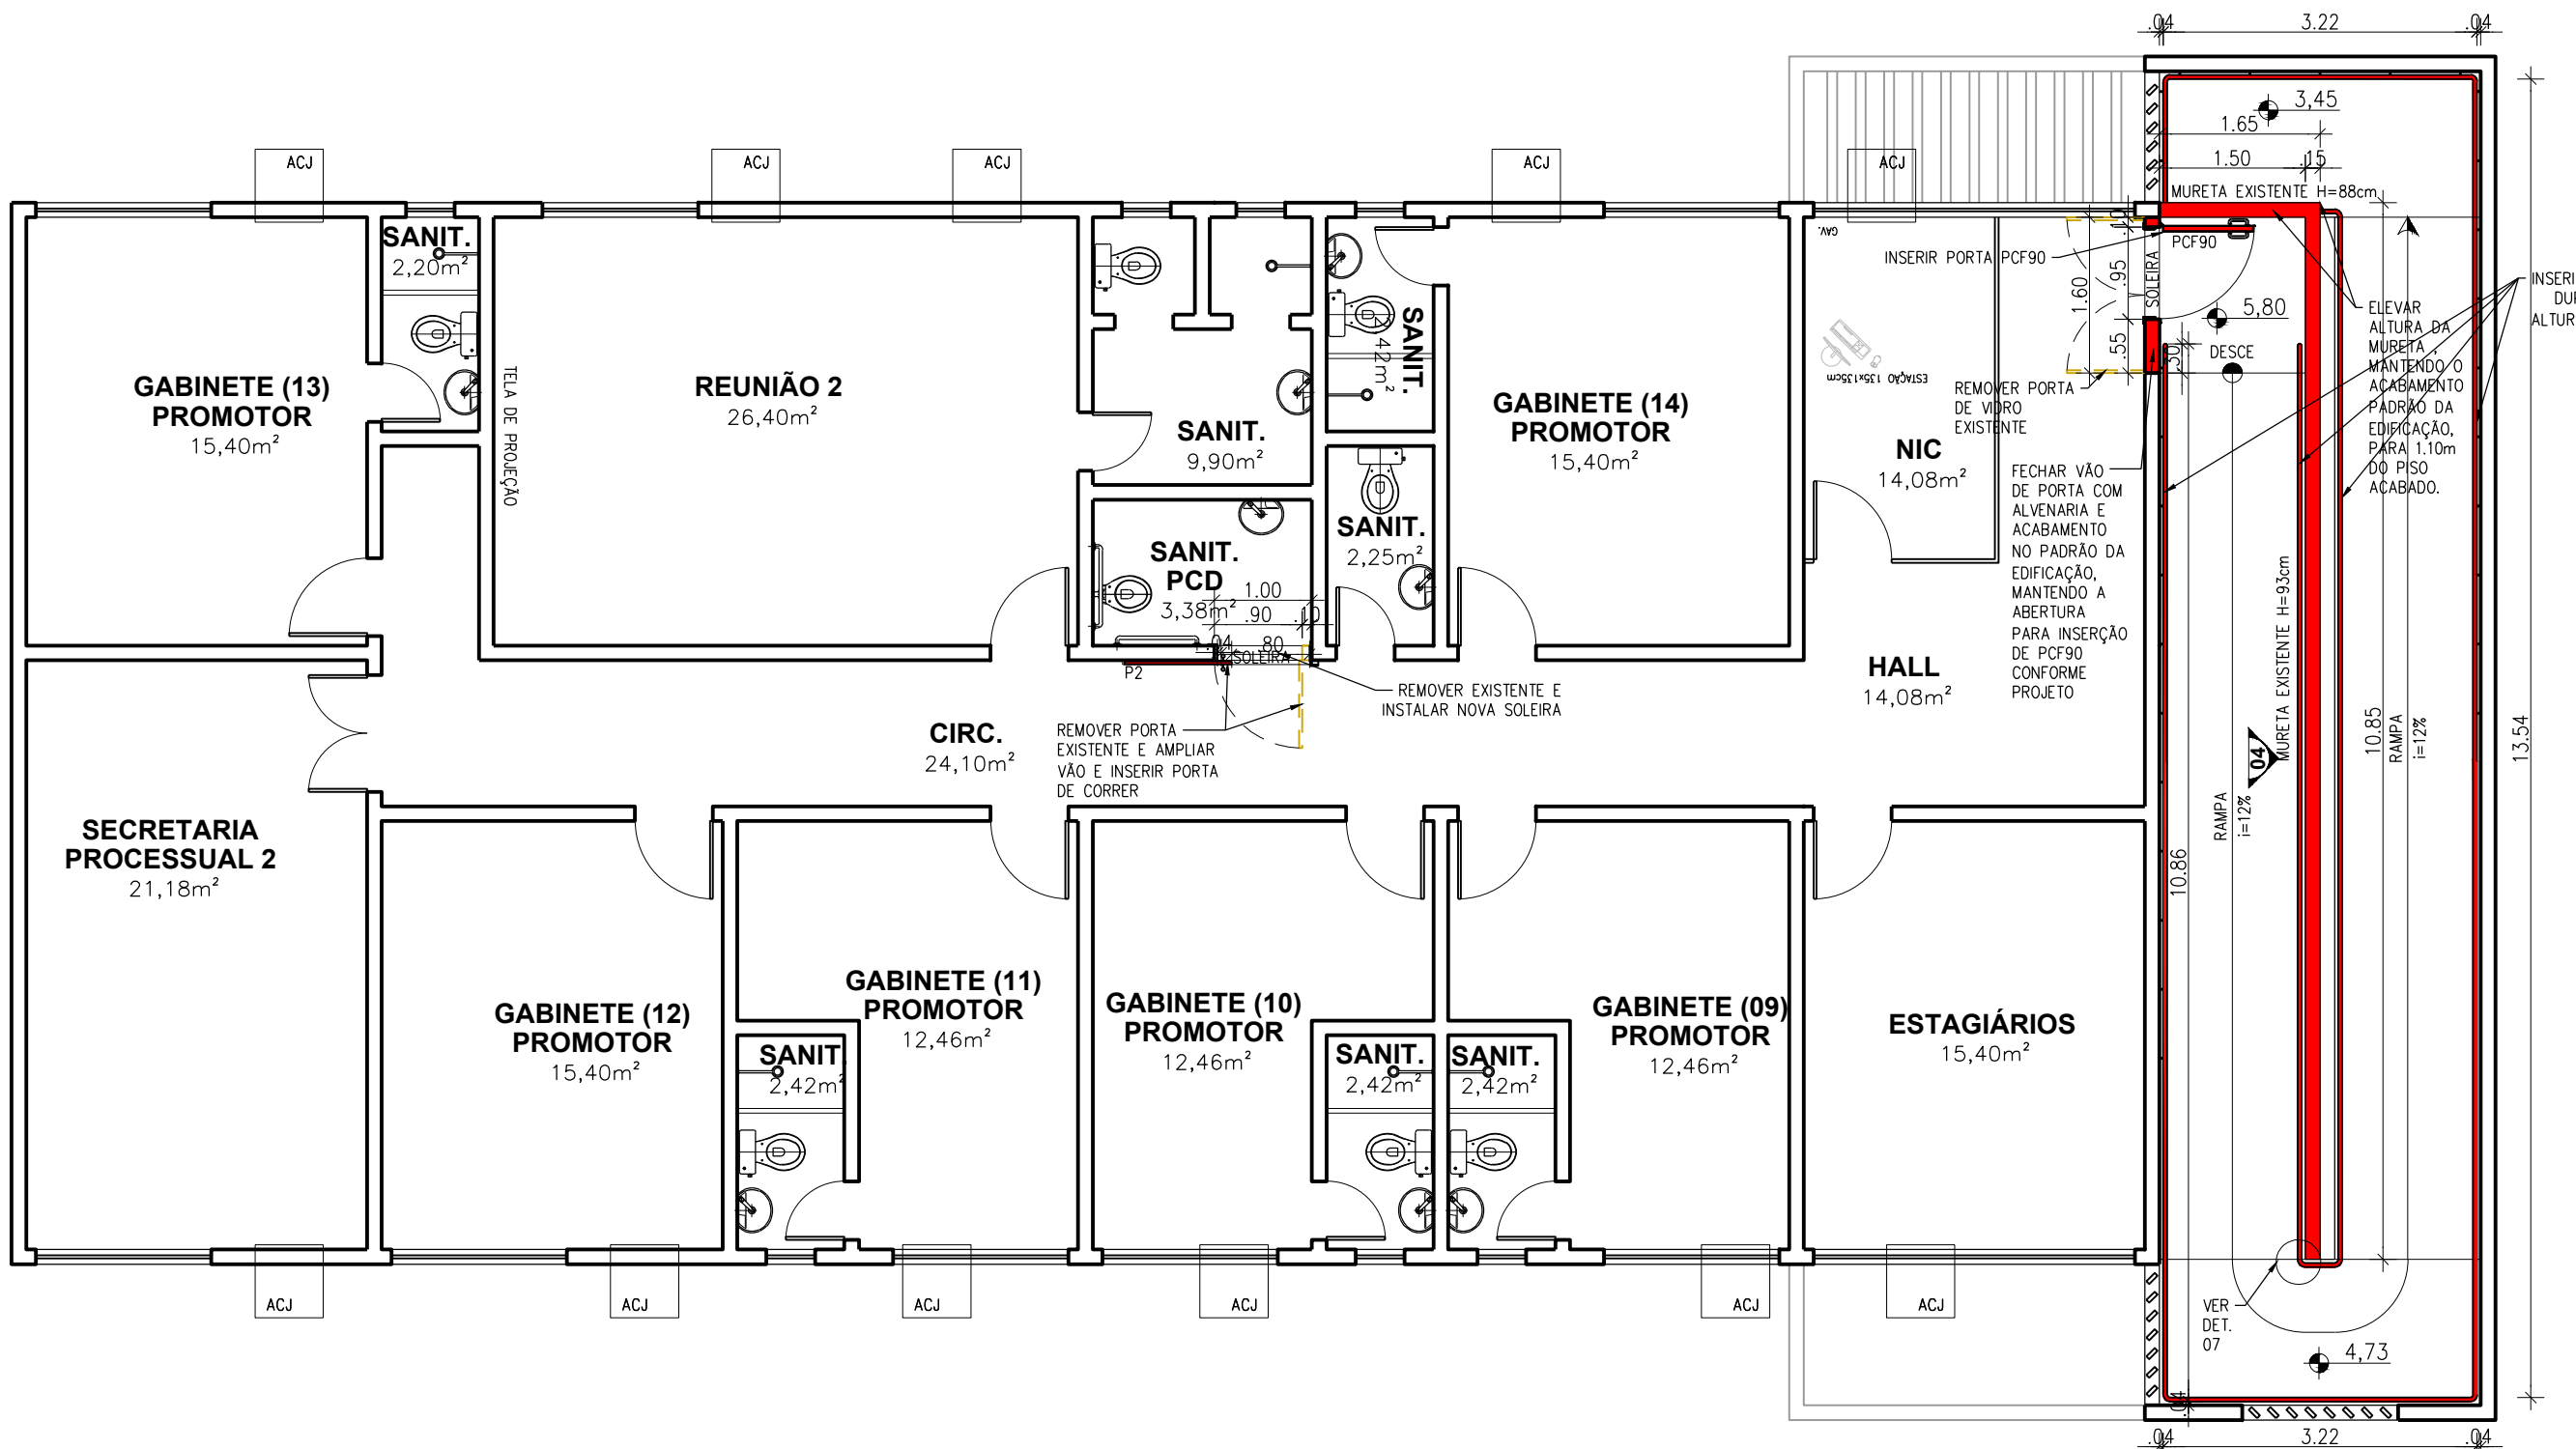 .04
3.22
.04
3,45
1.65
1.50
.15
MURETA EXISTENTE H=88cm
ACJ
ACJ
ACJ
ACJ
ACJ
SANIT.
2,20m²
GABINETE (13)
PROMOTOR
15,40m²
TELA DE PROJEÇÃO
REUNIÃO 2
26,40m²
SANIT.
9,90m²
SANIT.
2,42m²
SANIT.
2,25m²
SANIT.
PCD
3,38m²
1.00
.90
.10
.04
.80
SOLEIRA
P2
GABINETE (14)
PROMOTOR
15,40m²
GAV.
ESTAÇÃO 135x135cm
NIC
14,08m²
INSERIR PORTA PCF90
PCF90
SOLEIRA
1.60
.95
.55
.30
5,80
DESCE
REMOVER PORTA
DE VIDRO
EXISTENTE
FECHAR VÃO
DE PORTA COM
ALVENARIA E
ACABAMENTO
NO PADRÃO DA
EDIFICAÇÃO,
MANTENDO A
ABERTURA
PARA INSERÇÃO
DE PCF90
CONFORME
PROJETO
ELEVAR
ALTURA DA
MURETA,
MANTENDO O
ACABAMENTO
PADRÃO DA
EDIFICAÇÃO,
PARA 1.10m
DO PISO
ACABADO.
INSERI
DU
ALTUR
HALL
14,08m²
REMOVER EXISTENTE E
INSTALAR NOVA SOLEIRA
REMOVER PORTA
EXISTENTE E AMPLIAR
VÃO E INSERIR PORTA
DE CORRER
CIRC.
24,10m²
MURETA EXISTENTE H=93cm
04
10.85
RAMPA
i=12%
13.54
RAMPA
i=12%
10.86
SECRETARIA
PROCESSUAL 2
21,18m²
GABINETE (12)
PROMOTOR
15,40m²
GABINETE (11)
PROMOTOR
12,46m²
SANIT.
2,42m²
GABINETE (10)
PROMOTOR
12,46m²
SANIT.
2,42m²
SANIT.
2,42m²
GABINETE (09)
PROMOTOR
12,46m²
ESTAGIÁRIOS
15,40m²
ACJ
ACJ
ACJ
ACJ
ACJ
ACJ
VER
DET.
07
4,73
.04
.04
3.22
.04